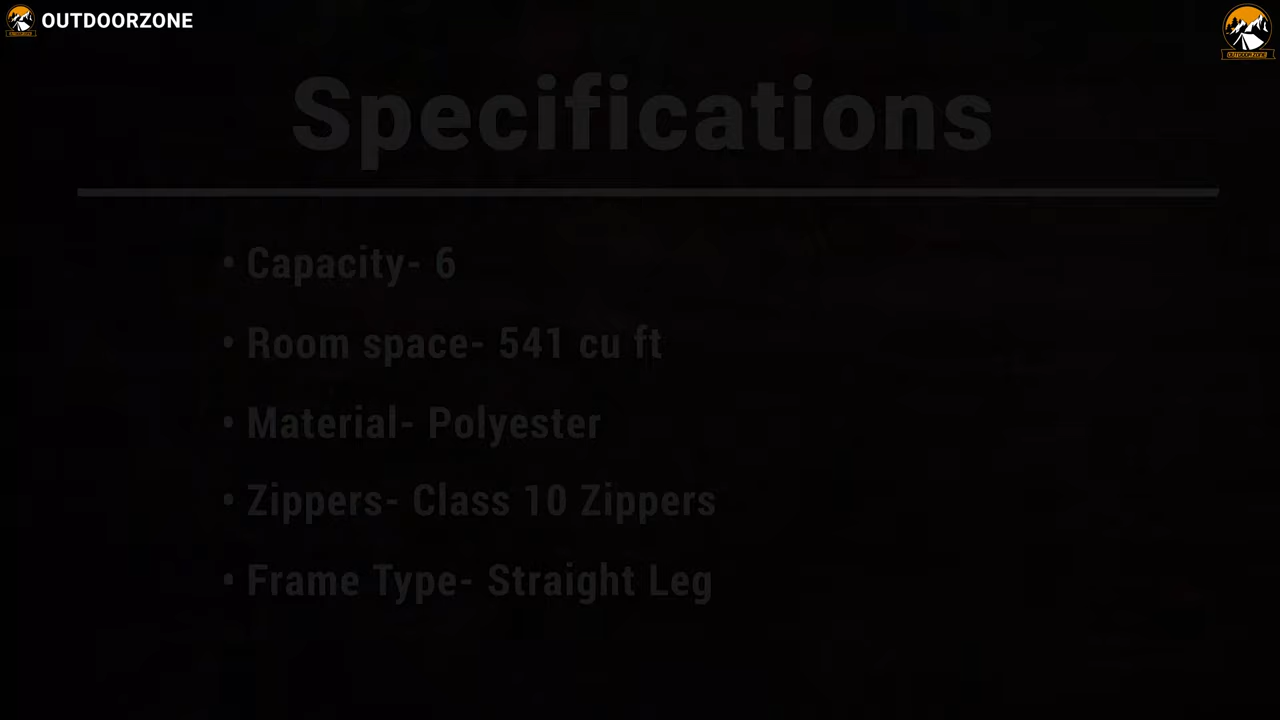 OUTDOORZONE
OUTDOORZONE
Specifications
• Capacity- 6
• Room space- 541 cu ft
• Material- Polyester
• Zippers- Class 10 Zippers
• Frame Type- Straight Leg